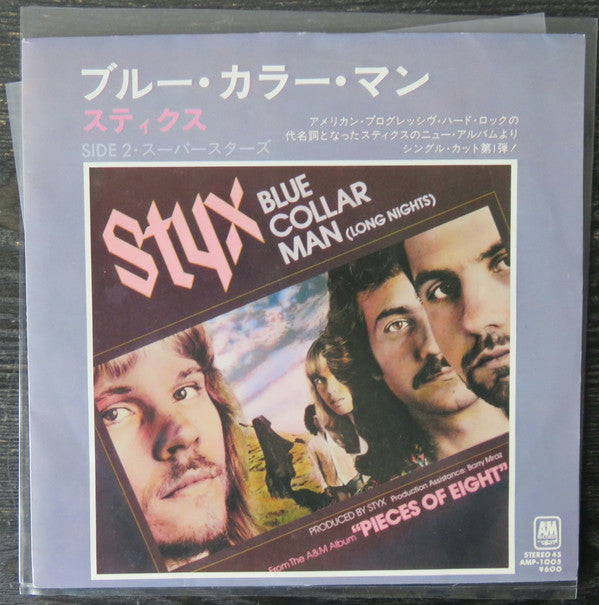 ブルー・カラー・マン
スティクス
SIDE 2・スーパースターズ
アメリカン・プログレッシヴ・ハード・ロックの
代名詞となったスティクスのニュー・アルバムより
シングル・カット第1弾!
Styx
BLUE
COLLAR
MAN (LONG NIGHTS)
PRODUCED BY STYX Production Assistance: Barry Mraz
From The A&M Album "PIECES OF EIGHT"
A&M
STEREO 45
AMP-1005
¥600